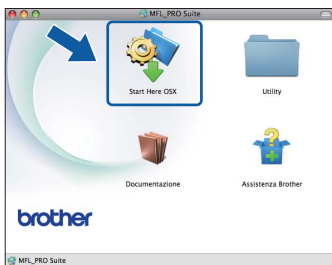 MFL_PRO Suite
Start Here OSX
Utility
Documentazione
Assistenza Brother
brother
MFL_PRO Suite